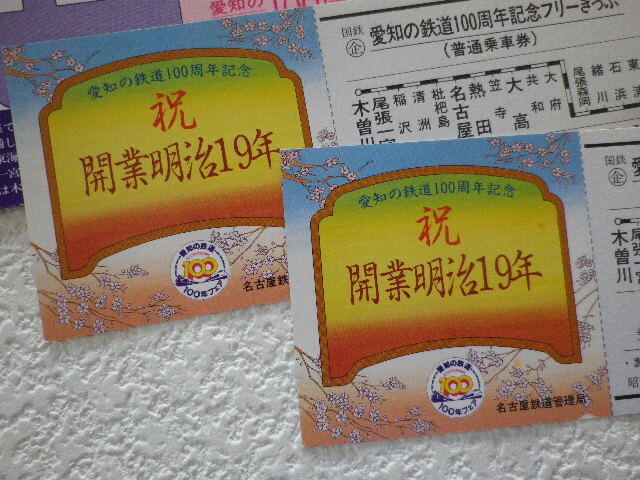 愛知の鉄道100周年記念
祝
開業明治19年
愛知の鉄道
100
100年フェア
名古屋鉄
国鉄
企
愛知の鉄道100周年記念フリーきっぷ
(普通乗車券)
木曽川
尾張一宮
稲沢
清洲
枇杷島
名古屋
熱田
笠寺
大高
共和
大府
尾張森岡
緒川
石浜
愛知の鉄道100周年記念
祝
開業明治19年
愛知の鉄道
100
100年フェア
名古屋鉄道管理局
国鉄
企
愛
木曽川
尾張一宮